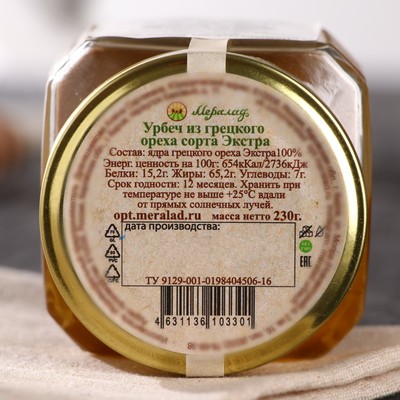 Мералад
Урбеч из грецкого
ореха сорта Экстра
Состав: ядра грецкого ореха Экстра100%
Энерг. ценность на 100г: 654кКал/2736кДж
Белки: 15,2г. Жиры: 65,2г. Углеводы: 7г.
Срок годности: 12 месяцев. Хранить при
температуре не выше +25°С вдали
от прямых солнечных лучей.
opt.meralad.ru масса нетто 230г.
дата производства:
ТУ 9129-001-0198404506-16
4 631136 103301